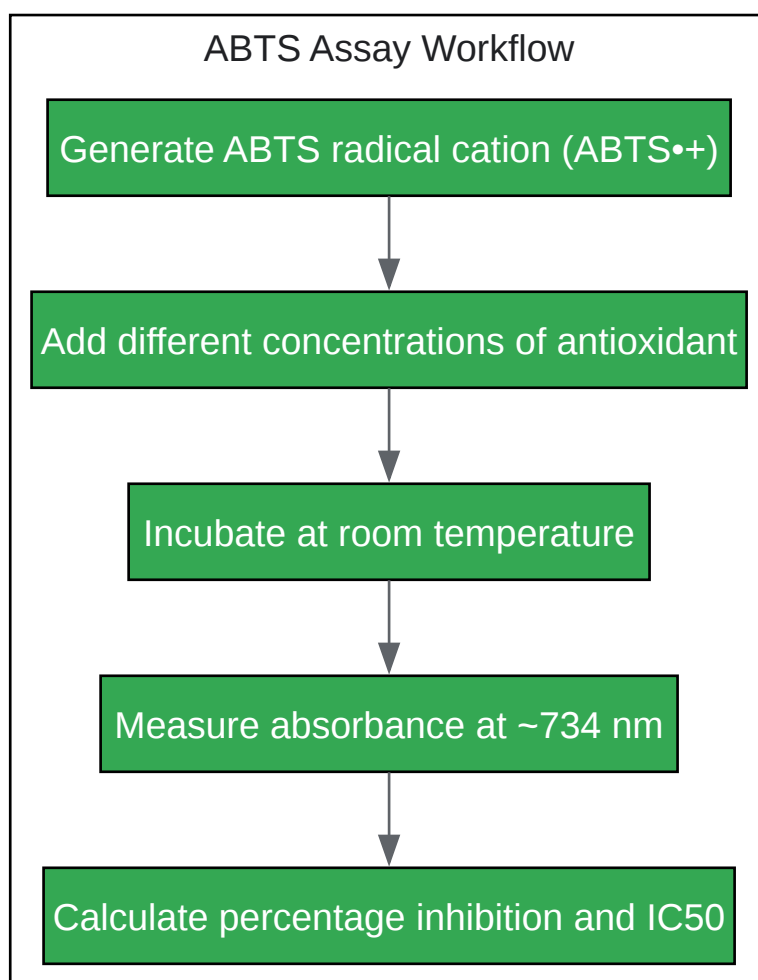 ABTS Assay Workflow
Generate ABTS radical cation (ABTS•+)
Add different concentrations of antioxidant
Incubate at room temperature
Measure absorbance at ~734 nm
Calculate percentage inhibition and IC50